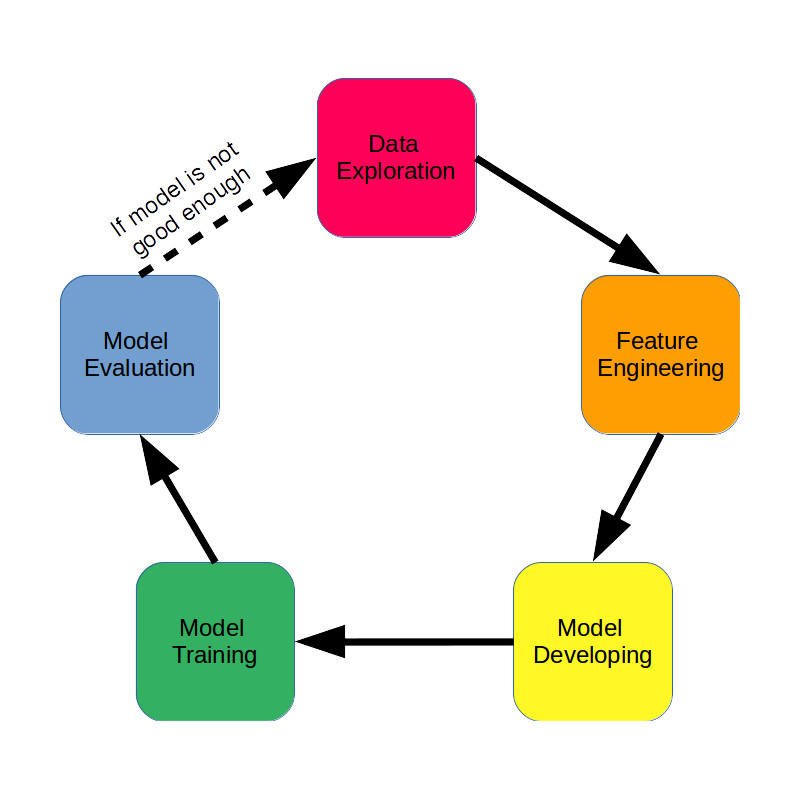 If model is not
good enough
Data
Exploration
Feature
Engineering
Model
Developing
Model
Training
Model
Evaluation